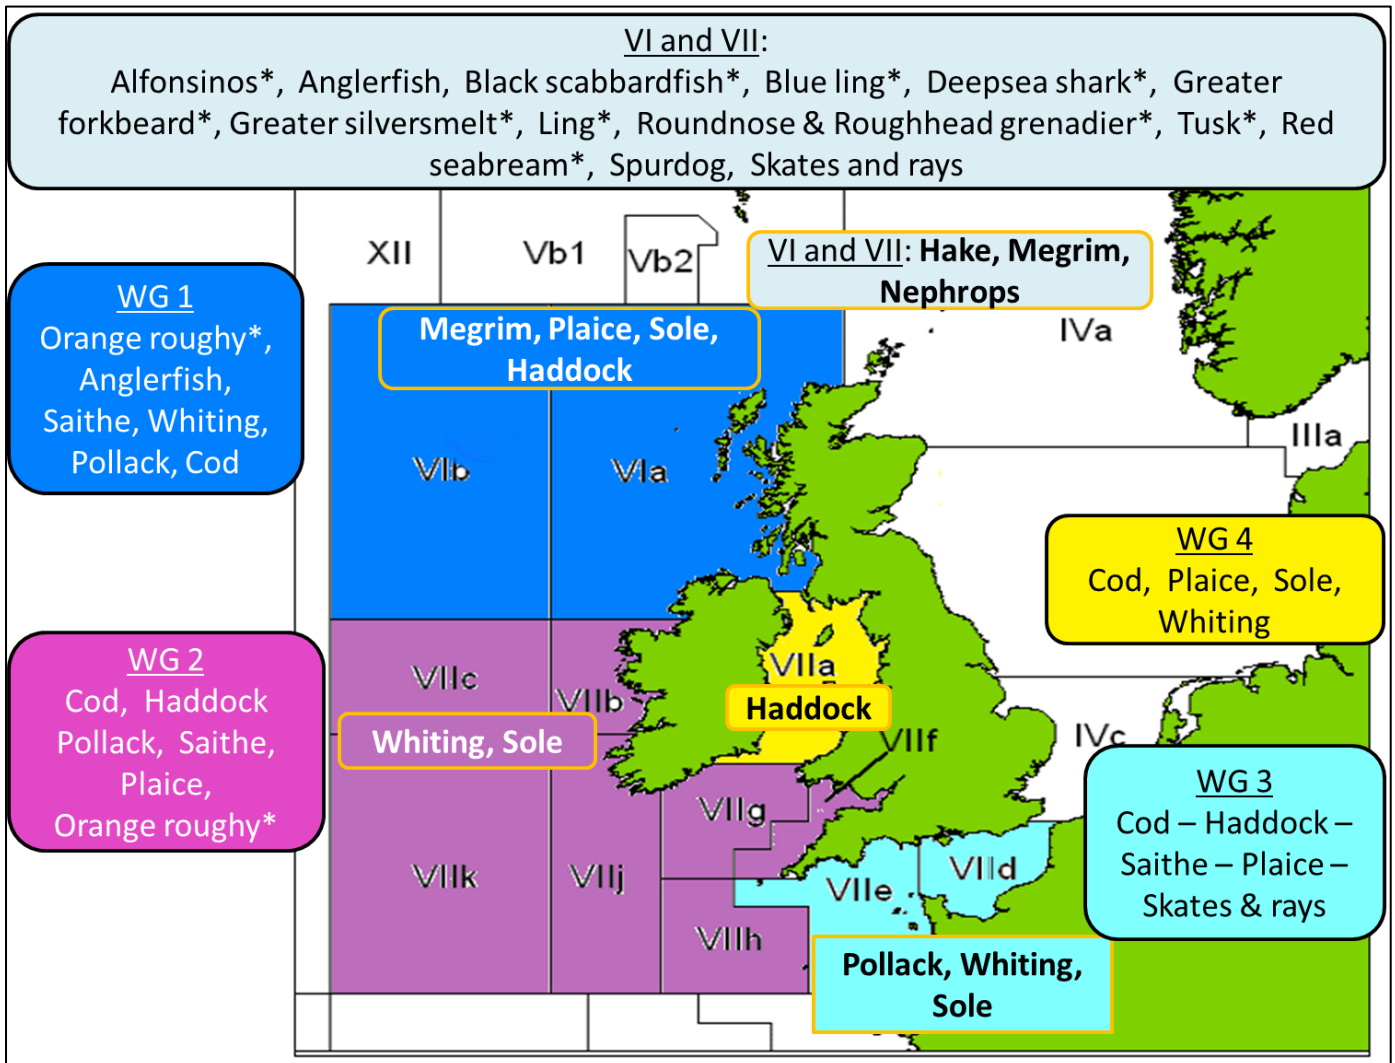 VI and VII:
Alfonsinos*, Anglerfish, Black scabbardfish*, Blue ling*, Deepsea shark*, Greater
forkbeard*, Greater silversmelt*, Ling*, Roundnose & Roughhead grenadier*, Tusk*, Red
seabream*, Spurdog, Skates and rays
XII
Vb1
Vb2
VI and VII: Hake, Megrim,
Nephrops
WG 1
Orange roughy*,
Anglerfish,
Saithe, Whiting,
Pollack, Cod
Megrim, Plaice, Sole,
Haddock
IVa
IIIa
VIb
VIa
WG 4
Cod, Plaice, Sole,
Whiting
WG 2
Cod, Haddock
Pollack, Saithe,
Plaice,
Orange roughy*
VIIc
VIIb
VIIa
Haddock
Whiting, Sole
VIIf
IVc
WG 3
Cod – Haddock –
Saithe – Plaice –
Skates & rays
VIIg
VIIk
VIIj
VIIe
VIId
VIIh
Pollack, Whiting,
Sole